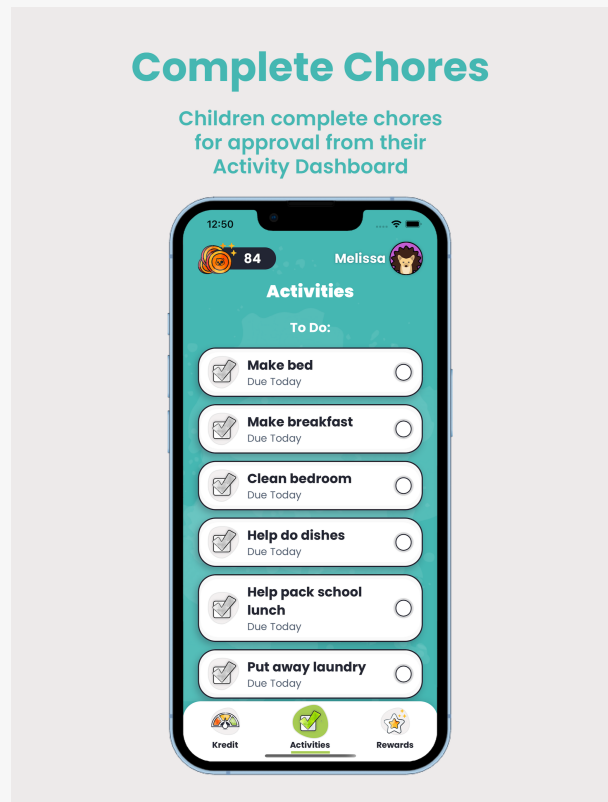 Complete Chores
Children complete chores
for approval from their
Activity Dashboard
12:50
84
Melissa
Activities
To Do:
Make bed
Due Today
Make breakfast
Due Today
Clean bedroom
Due Today
Help do dishes
Due Today
Help pack school
lunch
Due Today
Put away laundry
Due Today
Kredit
Activities
Rewards